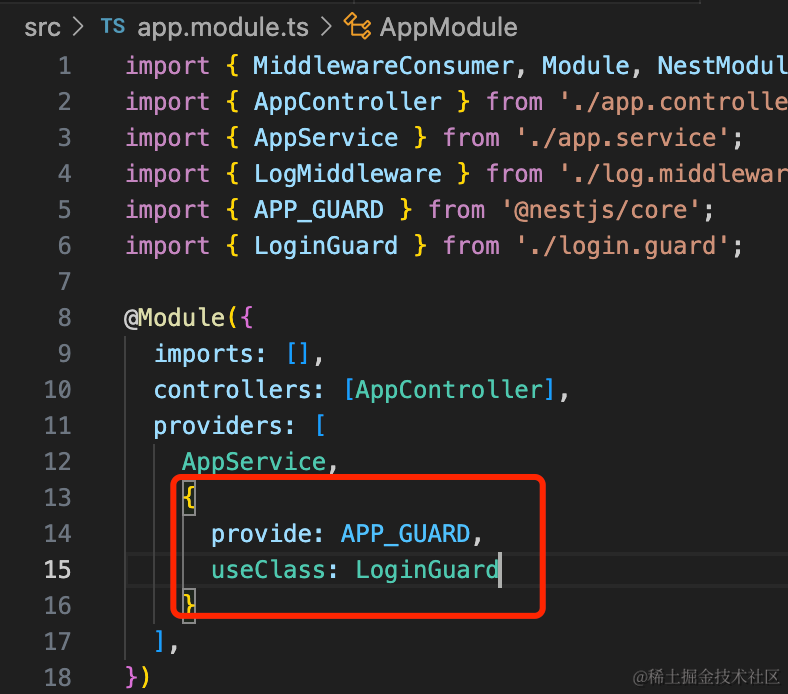 src > TS app.module.ts > AppModule
1 import { MiddlewareConsumer, Module, NestModul
2 import { AppController } from './app.controlle
3 import { AppService } from './app.service';
4 import { LogMiddleware } from './log.middlewar
5 import { APP_GUARD } from '@nestjs/core';
6 import { LoginGuard } from './login.guard';
7
8 @Module({
9   imports: [],
10   controllers: [AppController],
11   providers: [
12     AppService,
13     {
14       provide: APP_GUARD,
15       useClass: LoginGuard
16     }
17   ],
18 })
@稀土掘金技术社区